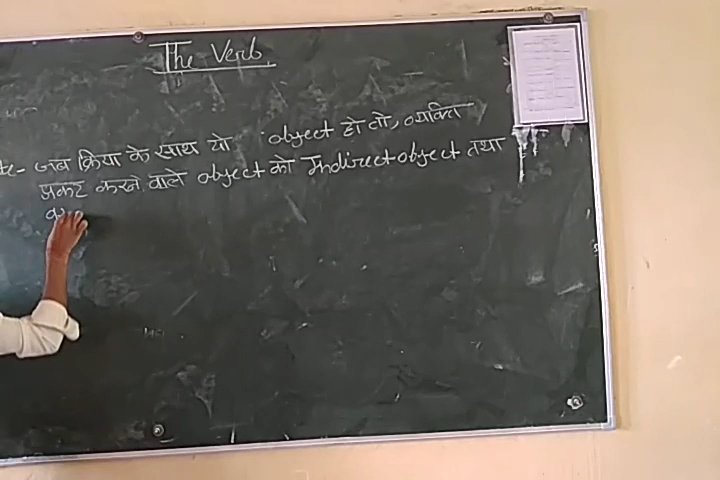 The Verb
जब क्रिया के साथ दो object हो तो, व्यक्ति
प्रकट करने वाले object को Indirect object तथा